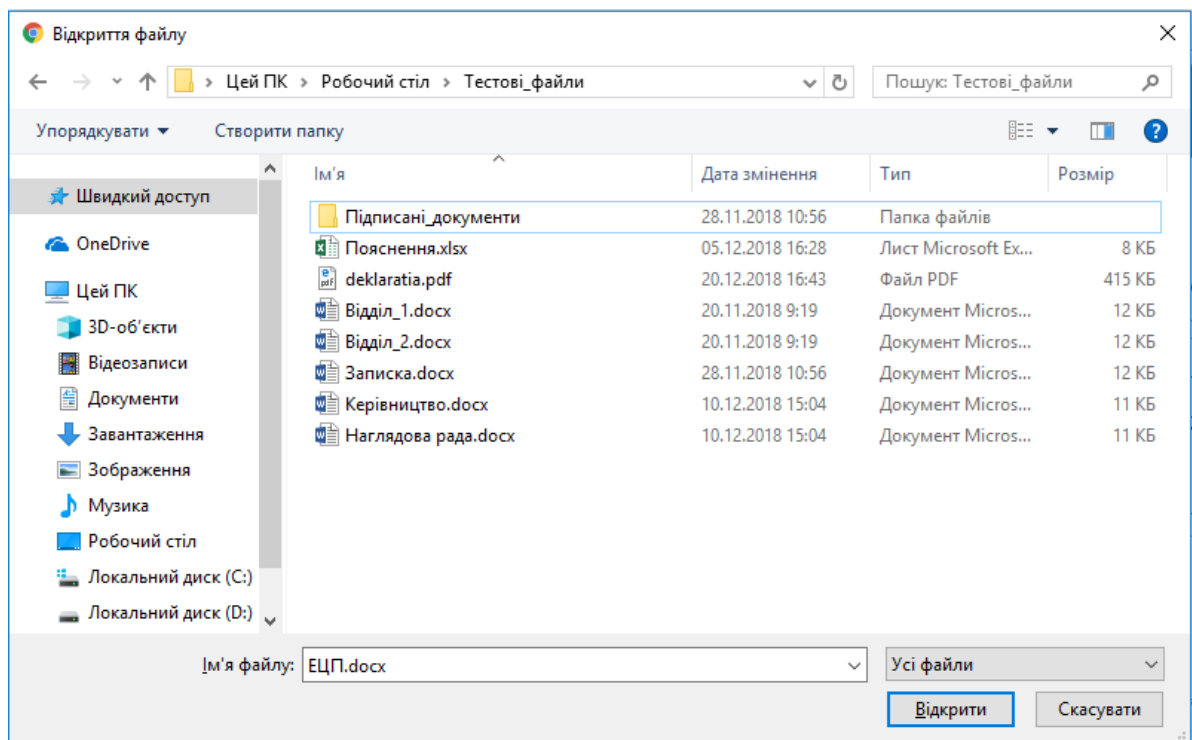 Відкриття файлу
Цей ПК > Робочий стіл > Тестові_файли Пошук: Тестові_файли
Упорядкувати Створити папку
Ім'я Дата змінення Тип Розмір
Швидкий доступ
OneDrive
Цей ПК
3D-об'єкти
Відеозаписи
Документи
Завантаження
Зображення
Музика
Робочий стіл
Локальний диск (C:)
Локальний диск (D:)
Підписані_документи 28.11.2018 10:56 Папка файлів
Пояснення.xlsx 05.12.2018 16:28 Лист Microsoft Ex... 8 КБ
deklaratia.pdf 20.12.2018 16:43 Файл PDF 415 КБ
Відділ_1.docx 20.11.2018 9:19 Документ Micros... 12 КБ
Відділ_2.docx 20.11.2018 9:19 Документ Micros... 12 КБ
Записка.docx 28.11.2018 10:56 Документ Micros... 12 КБ
Керівництво.docx 10.12.2018 15:04 Документ Micros... 11 КБ
Наглядова рада.docx 10.12.2018 15:04 Документ Micros... 11 КБ
Ім'я файлу: ЕЦП.docx Усі файли
Відкрити Скасувати